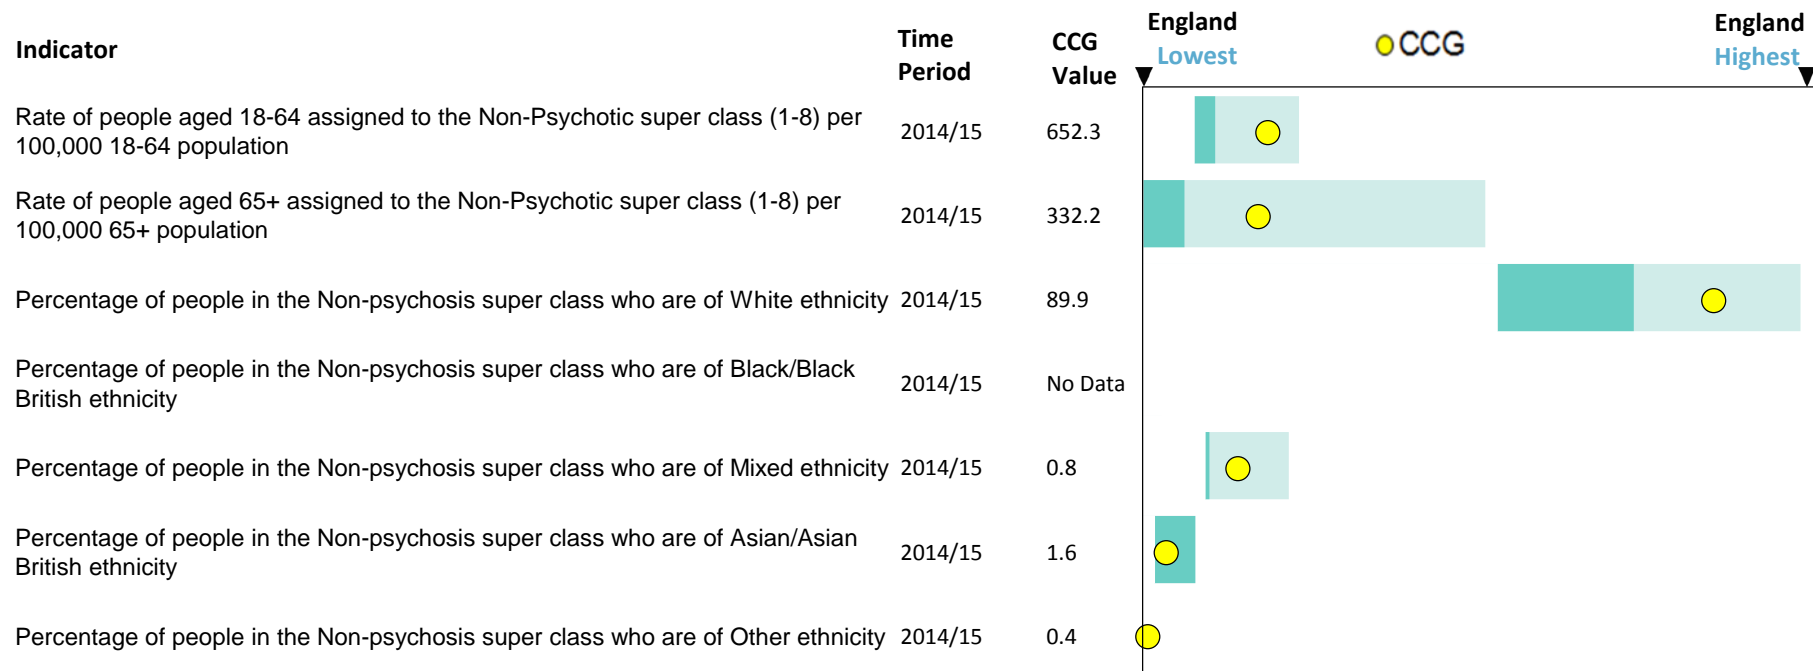 Indicator
Time
Period
CCG
Value
England
Lowest
CCG
England
Highest
Rate of people aged 18-64 assigned to the Non-Psychotic super class (1-8) per
100,000 18-64 population
2014/15
652.3
Rate of people aged 65+ assigned to the Non-Psychotic super class (1-8) per
100,000 65+ population
2014/15
332.2
Percentage of people in the Non-psychosis super class who are of White ethnicity
2014/15
89.9
Percentage of people in the Non-psychosis super class who are of Black/Black
British ethnicity
2014/15
No Data
Percentage of people in the Non-psychosis super class who are of Mixed ethnicity
2014/15
0.8
Percentage of people in the Non-psychosis super class who are of Asian/Asian
British ethnicity
2014/15
1.6
Percentage of people in the Non-psychosis super class who are of Other ethnicity
2014/15
0.4